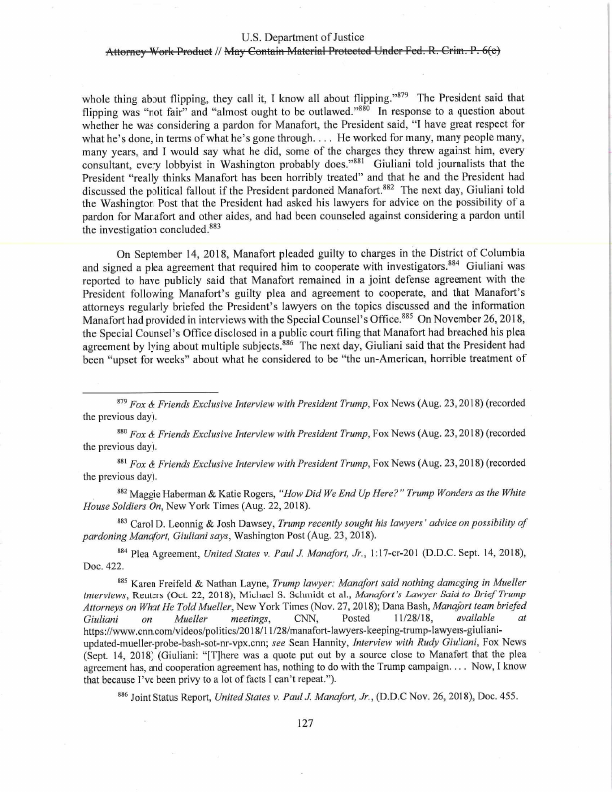 U.S. Department of Justice
Attorney Work Product // May Contain Material Protected Under Fed. R. Crim. P. 6(e)
whole thing about flipping, they call it, I know all about flipping.”879 The President said that
flipping was “not fair” and “almost ought to be outlawed.”880 In response to a question about
whether he was considering a pardon for Manafort, the President said, “I have great respect for
what he’s done, in terms of what he’s gone through. . . . He worked for many, many people many,
many years, and I would say what he did, some of the charges they threw against him, every
consultant, every lobbyist in Washington probably does.”881 Giuliani told journalists that the
President “really thinks Manafort has been horribly treated” and that he and the President had
discussed the political fallout if the President pardoned Manafort.882 The next day, Giuliani told
the Washington Post that the President had asked his lawyers for advice on the possibility of a
pardon for Manafort and other aides, and had been counseled against considering a pardon until
the investigation concluded.883
On September 14, 2018, Manafort pleaded guilty to charges in the District of Columbia
and signed a plea agreement that required him to cooperate with investigators.884 Giuliani was
reported to have publicly said that Manafort remained in a joint defense agreement with the
President following Manafort’s guilty plea and agreement to cooperate, and that Manafort’s
attorneys regularly briefed the President’s lawyers on the topics discussed and the information
Manafort had provided in interviews with the Special Counsel’s Office.885 On November 26, 2018,
the Special Counsel’s Office disclosed in a public court filing that Manafort had breached his plea
agreement by lying about multiple subjects.886 The next day, Giuliani said that the President had
been “upset for weeks” about what he considered to be “the un-American, horrible treatment of
879 Fox & Friends Exclusive Interview with President Trump, Fox News (Aug. 23, 2018) (recorded
the previous day).
880 Fox & Friends Exclusive Interview with President Trump, Fox News (Aug. 23, 2018) (recorded
the previous day).
881 Fox & Friends Exclusive Interview with President Trump, Fox News (Aug. 23, 2018) (recorded
the previous day).
882 Maggie Haberman & Katie Rogers, “How Did We End Up Here?” Trump Wonders as the White
House Soldiers On, New York Times (Aug. 22, 2018).
883 Carol D. Leonnig & Josh Dawsey, Trump recently sought his lawyers’ advice on possibility of
pardoning Manafort, Giuliani says, Washington Post (Aug. 23, 2018).
884 Plea Agreement, United States v. Paul J. Manafort, Jr., 1:17-cr-201 (D.D.C. Sept. 14, 2018),
Doc. 422.
885 Karen Freifeld & Nathan Layne, Trump lawyer: Manafort said nothing damaging in Mueller
interviews, Reuters (Oct. 22, 2018); Michael S. Schmidt et al., Manafort’s Lawyer Said to Brief Trump
Attorneys on What He Told Mueller, New York Times (Nov. 27, 2018); Dana Bash, Manafort team briefed
Giuliani on Mueller meetings, CNN, Posted 11/28/18, available at
https://www.cnn.com/videos/politics/2018/11/28/manafort-lawyers-keeping-trump-lawyers-giuliani-
updated-mueller-probe-bash-sot-nr-vpx.cnn; see Sean Hannity, Interview with Rudy Giuliani, Fox News
(Sept. 14, 2018) (Giuliani: “[T]here was a quote put out by a source close to Manafort that the plea
agreement has, and cooperation agreement has, nothing to do with the Trump campaign. . . . Now, I know
that because I’ve been privy to a lot of facts I can’t repeat.”).
886 Joint Status Report, United States v. Paul J. Manafort, Jr., (D.D.C Nov. 26, 2018), Doc. 455.
127